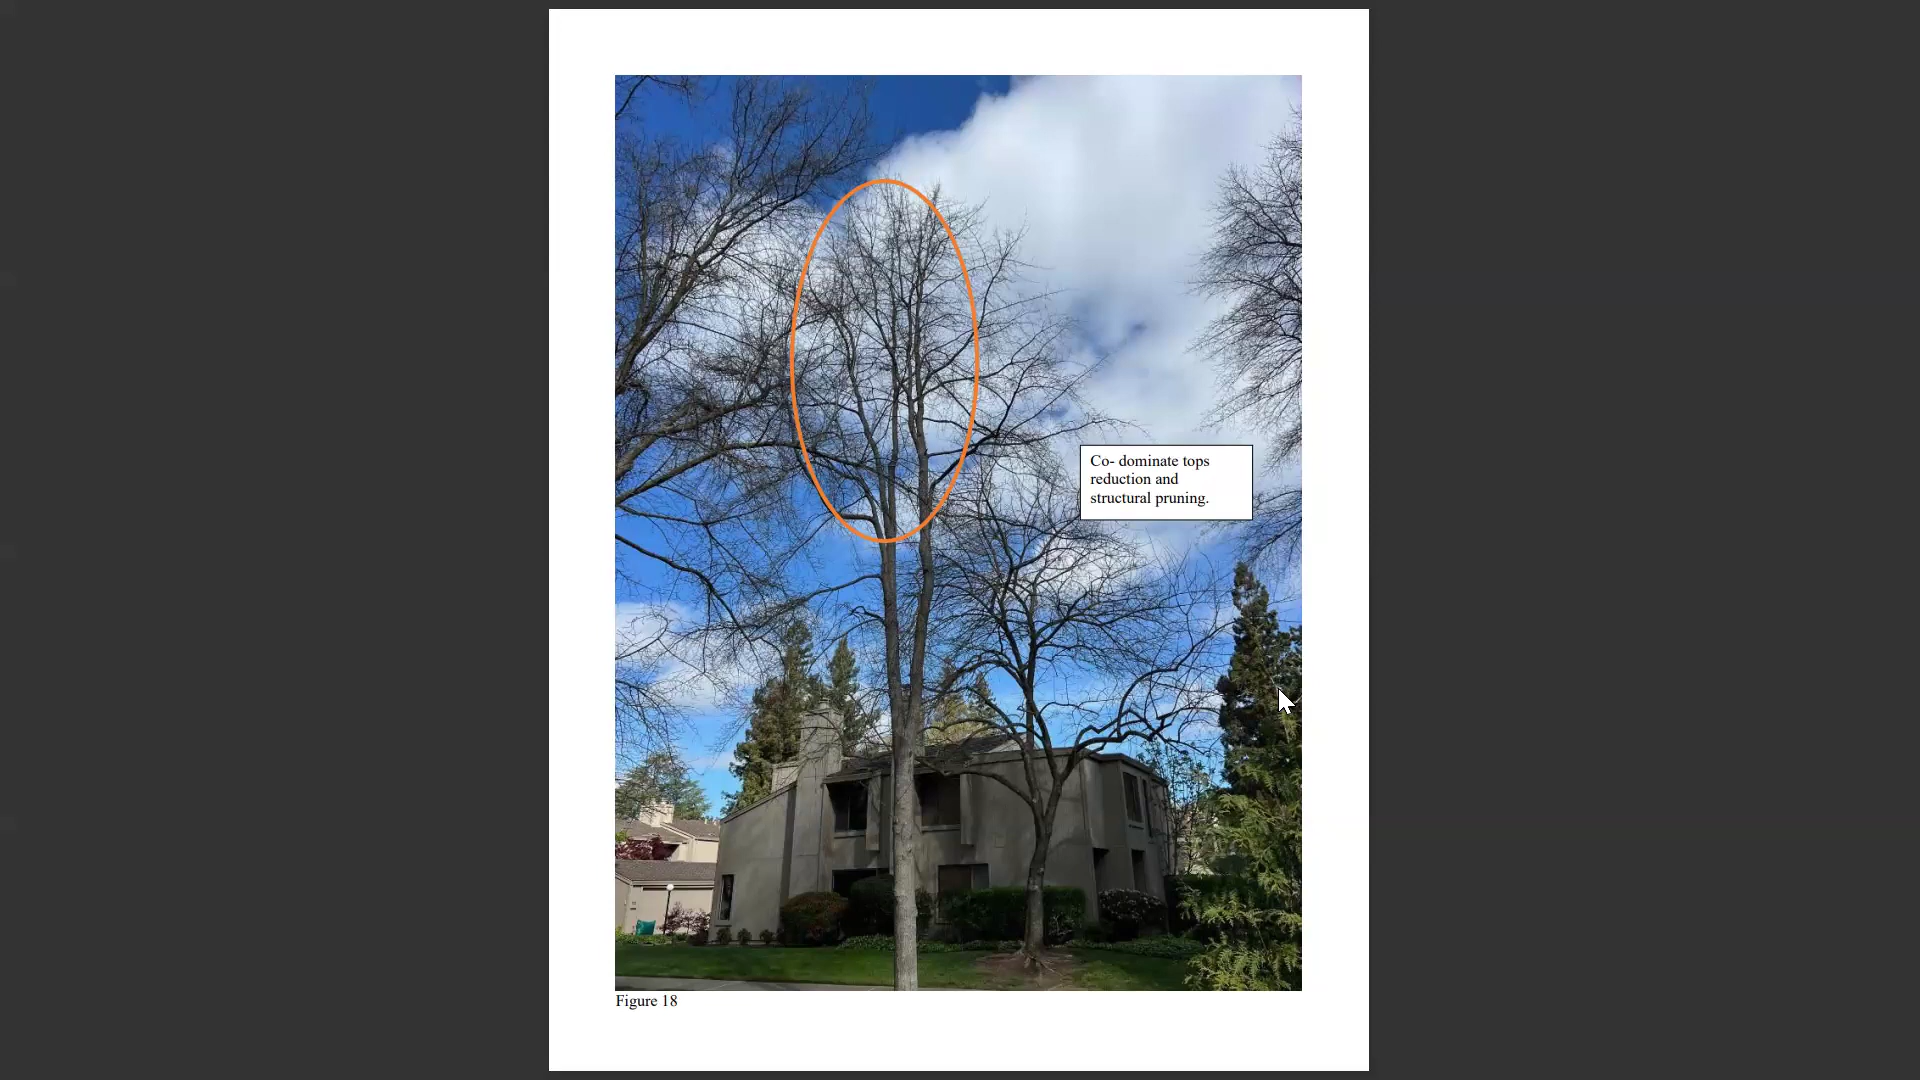 Co- dominate tops
reduction and
structural pruning.
Figure 18